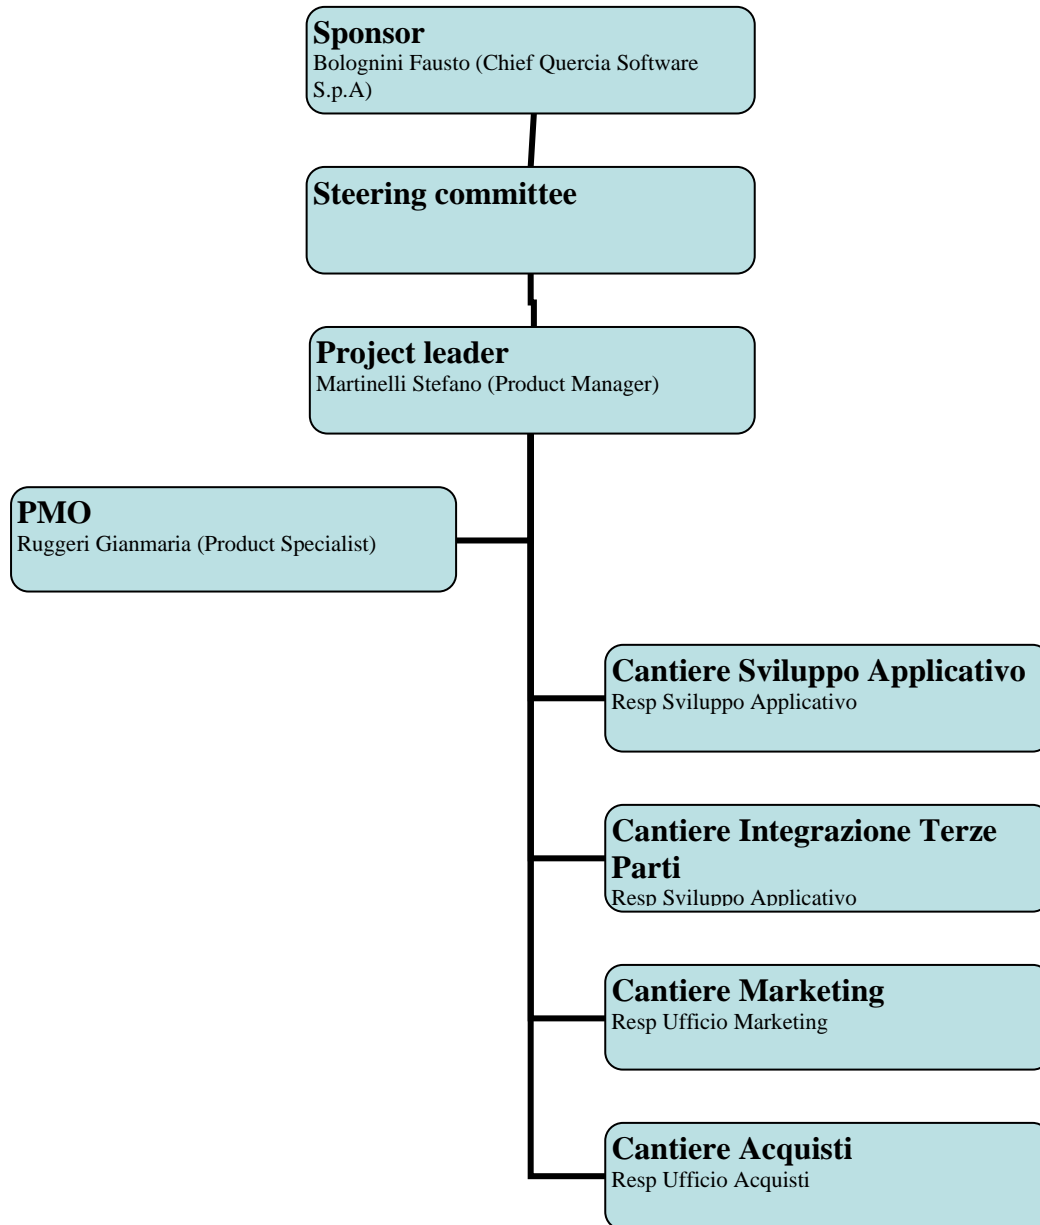 Sponsor
Bolognini Fausto (Chief Quercia Software
S.p.A)
Steering committee
Project leader
Martinelli Stefano (Product Manager)
PMO
Ruggeri Gianmaria (Product Specialist)
Cantiere Sviluppo Applicativo
Resp Sviluppo Applicativo
Cantiere Integrazione Terze
Parti
Resp Sviluppo Applicativo
Cantiere Marketing
Resp Ufficio Marketing
Cantiere Acquisti
Resp Ufficio Acquisti